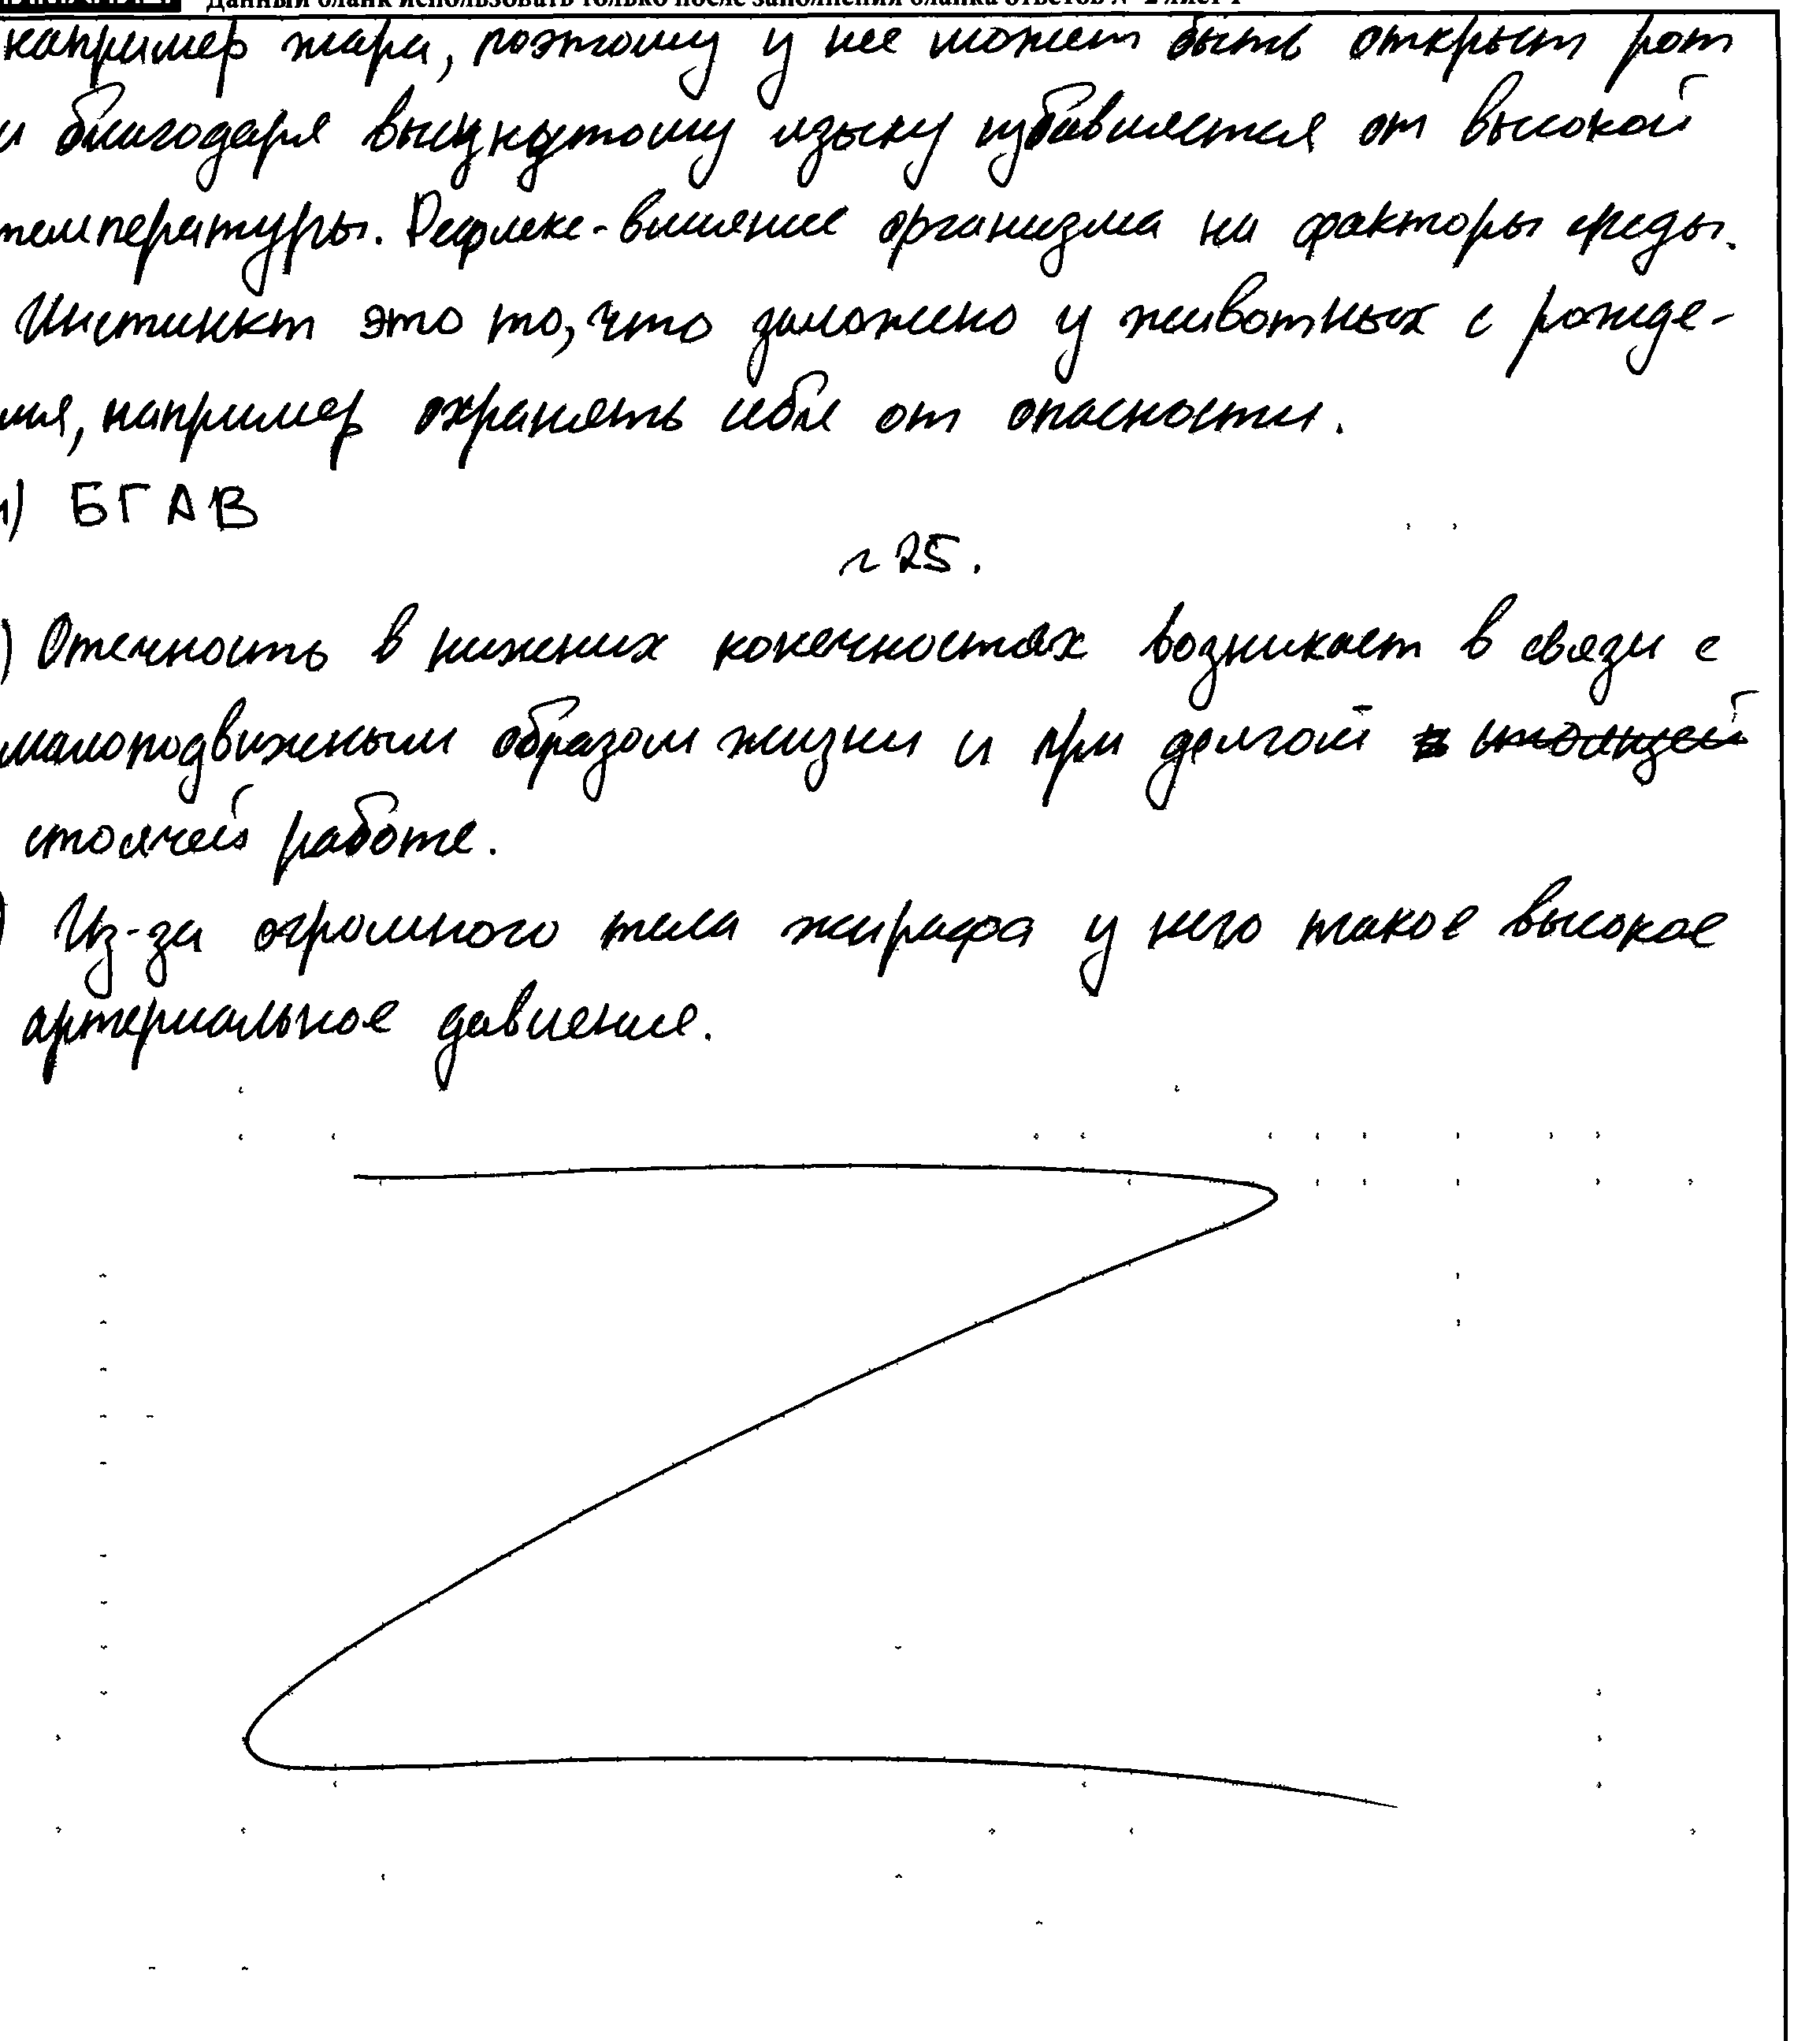 Данный бланк использовать только после заполнения бланка ответов № 2 лист 1
например жара, поэтому у нее может быть открыт рот
и благодаря высунутому языку избавляется от высокой
температуры. Рефлекс-влияние организма на факторы среды.
Инстинкт это то, что заложено у животных с рожде-
ния, например охранять себя от опасности.
) БГАВ
№25.
) Отечность в нижних конечностях возникает в связи с
малоподвижным образом жизни и при долгой стоящей
стоячей работе.
) Из-за огромного тела жирафа у него такое высокое
артериальное давление.